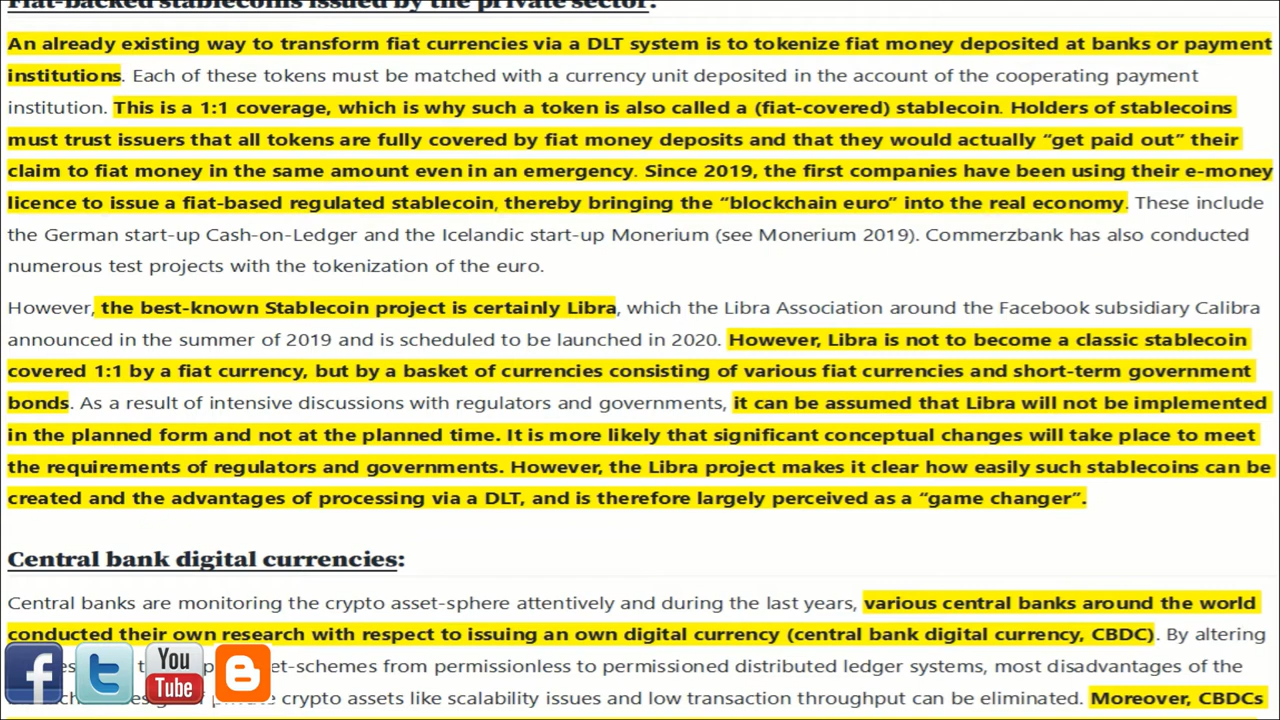 Fiat-backed stablecoins issued by the private sector:
An already existing way to transform fiat currencies via a DLT system is to tokenize fiat money deposited at banks or payment
institutions. Each of these tokens must be matched with a currency unit deposited in the account of the cooperating payment
institution. This is a 1:1 coverage, which is why such a token is also called a (fiat-covered) stablecoin. Holders of stablecoins
must trust issuers that all tokens are fully covered by fiat money deposits and that they would actually “get paid out” their
claim to fiat money in the same amount even in an emergency. Since 2019, the first companies have been using their e-money
licence to issue a fiat-based regulated stablecoin, thereby bringing the “blockchain euro” into the real economy. These include
the German start-up Cash-on-Ledger and the Icelandic start-up Monerium (see Monerium 2019). Commerzbank has also conducted
numerous test projects with the tokenization of the euro.
However, the best-known Stablecoin project is certainly Libra, which the Libra Association around the Facebook subsidiary Calibra
announced in the summer of 2019 and is scheduled to be launched in 2020. However, Libra is not to become a classic stablecoin
covered 1:1 by a fiat currency, but by a basket of currencies consisting of various fiat currencies and short-term government
bonds. As a result of intensive discussions with regulators and governments, it can be assumed that Libra will not be implemented
in the planned form and not at the planned time. It is more likely that significant conceptual changes will take place to meet
the requirements of regulators and governments. However, the Libra project makes it clear how easily such stablecoins can be
created and the advantages of processing via a DLT, and is therefore largely perceived as a “game changer”.
Central bank digital currencies:
Central banks are monitoring the crypto asset-sphere attentively and during the last years, various central banks around the world
conducted their own research with respect to issuing an own digital currency (central bank digital currency, CBDC). By altering
et-schemes from permissionless to permissioned distributed ledger systems, most disadvantages of the
crypto assets like scalability issues and low transaction throughput can be eliminated. Moreover, CBDCs
You
Tube